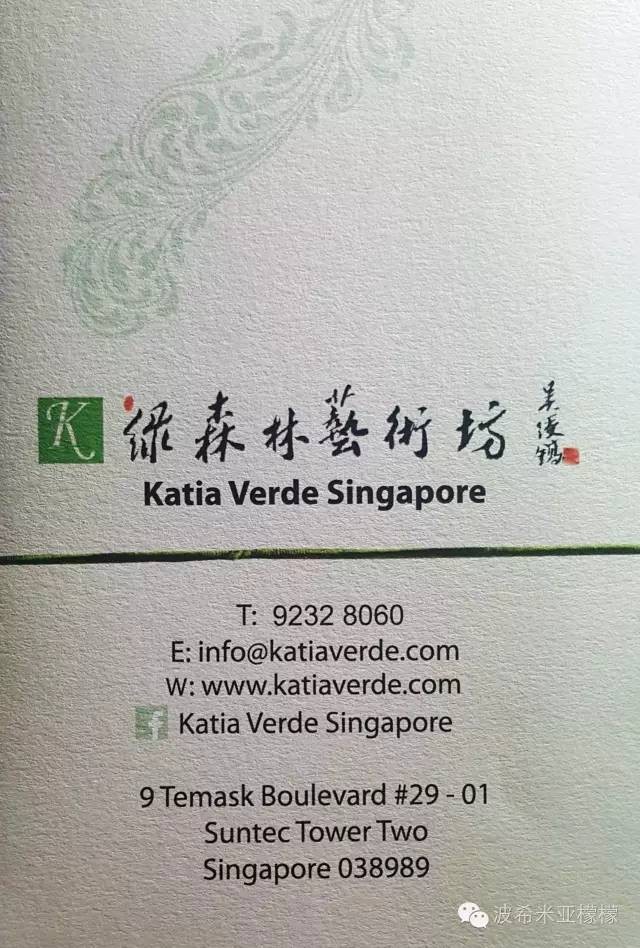 K
绿森林藝術坊
Katia Verde Singapore
T: 9232 8060
E: info@katiaverde.com
W: www.katiaverde.com
f Katia Verde Singapore
9 Temask Boulevard #29 - 01
Suntec Tower Two
Singapore 038989
波希米亚檬檬